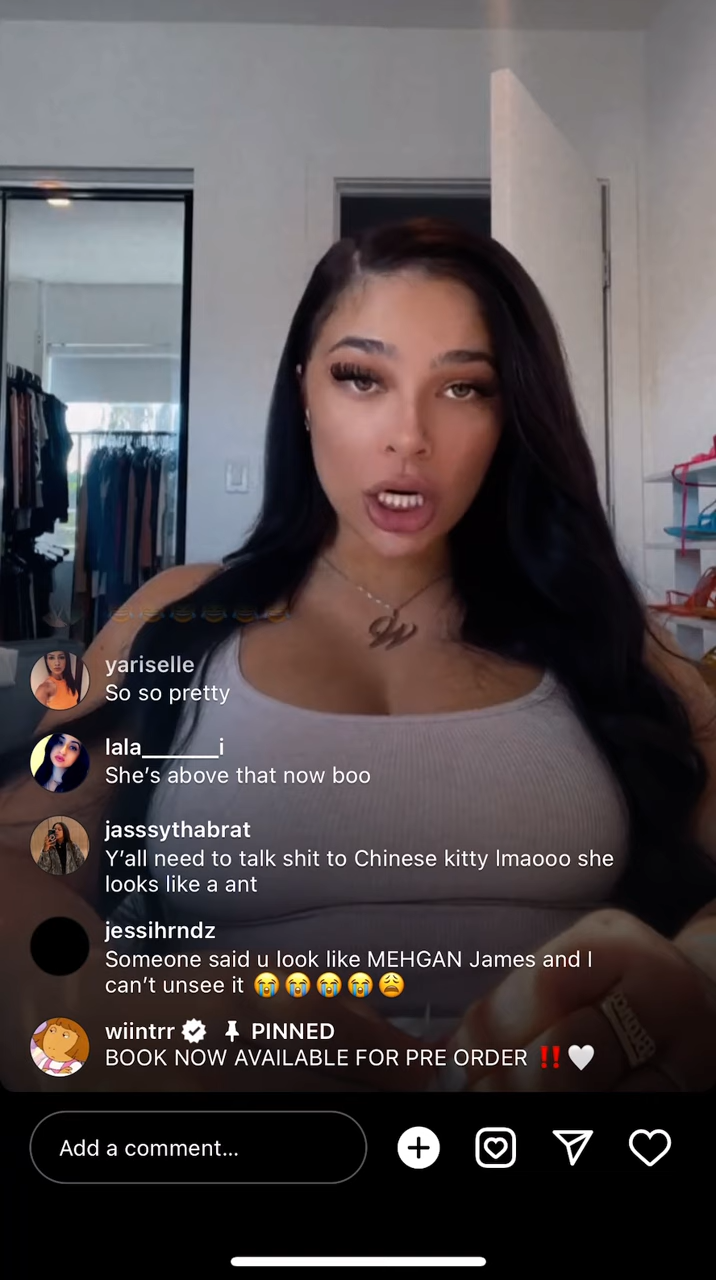 yariselle
So so pretty
lala______i
She's above that now boo
jasssythabrat
Y'all need to talk shit to Chinese kitty lmaooo she
looks like a ant
jessihrndz
Someone said u look like MEHGAN James and I
can't unsee it 😭😭😭😭😩
wiintrr PINNED
BOOK NOW AVAILABLE FOR PRE ORDER ‼️🤍
Add a comment...